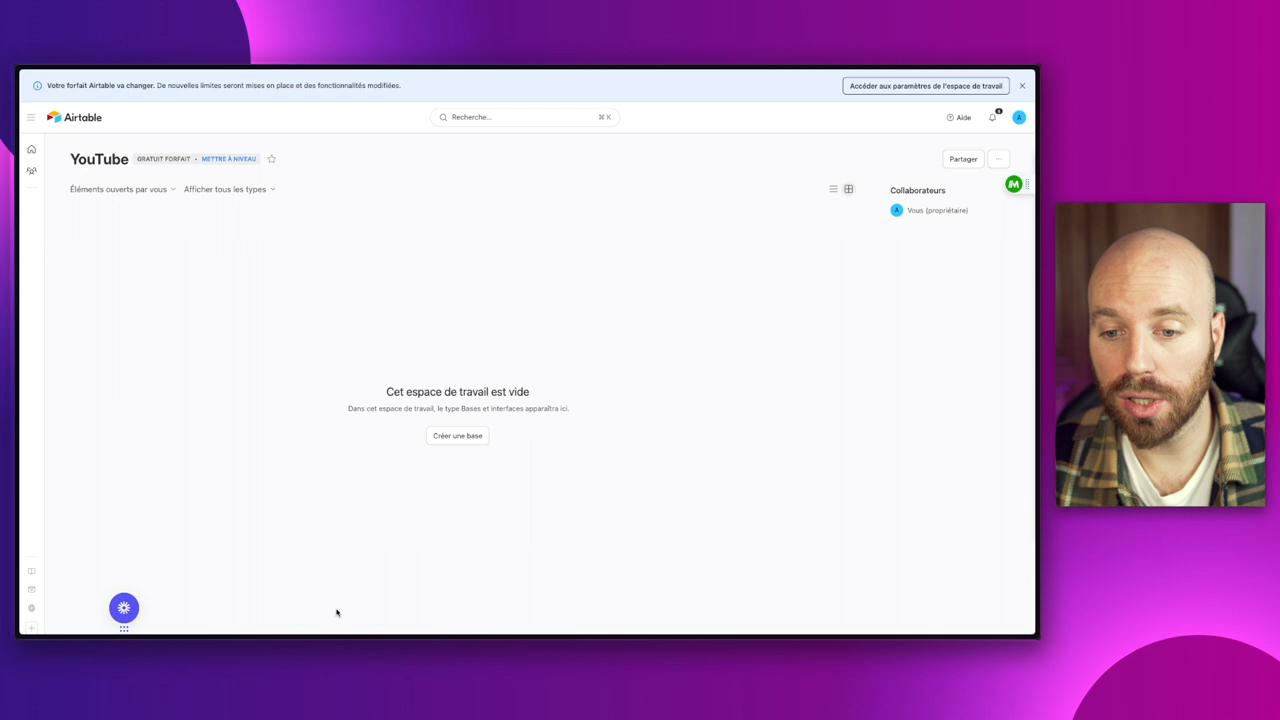 Votre forfait Airtable va changer. De nouvelles limites seront mises en place et des fonctionnalités modifiées.
Accéder aux paramètres de l'espace de travail
Airtable
Recherche...
⌘ K
Aide
A
YouTube
GRATUIT FORFAIT • METTRE À NIVEAU
Partager
...
Éléments ouverts par vous
Afficher tous les types
Collaborateurs
A
Vous (propriétaire)
Cet espace de travail est vide
Dans cet espace de travail, le type Bases et interfaces apparaîtra ici.
Créer une base